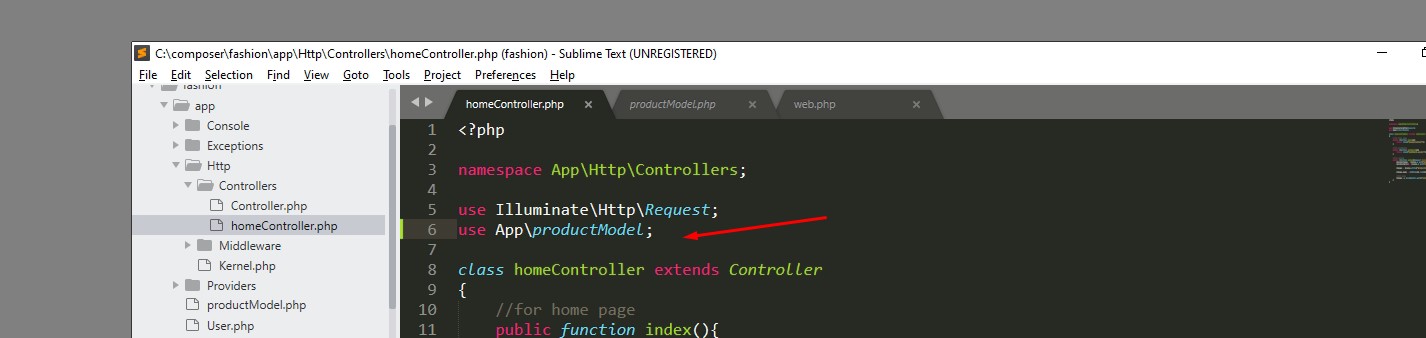 C:\composer\fashion\app\Http\Controllers\homeController.php (fashion) - Sublime Text (UNREGISTERED)
File Edit Selection Find View Goto Tools Project Preferences Help
fashion
app
Console
Exceptions
Http
Controllers
Controller.php
homeController.php
Middleware
Kernel.php
Providers
productModel.php
User.php
homeController.php × productModel.php × web.php ×
1 <?php
2
3 namespace App\Http\Controllers;
4
5 use Illuminate\Http\Request;
6 use App\productModel;
7
8 class homeController extends Controller
9 {
10 //for home page
11 public function index(){